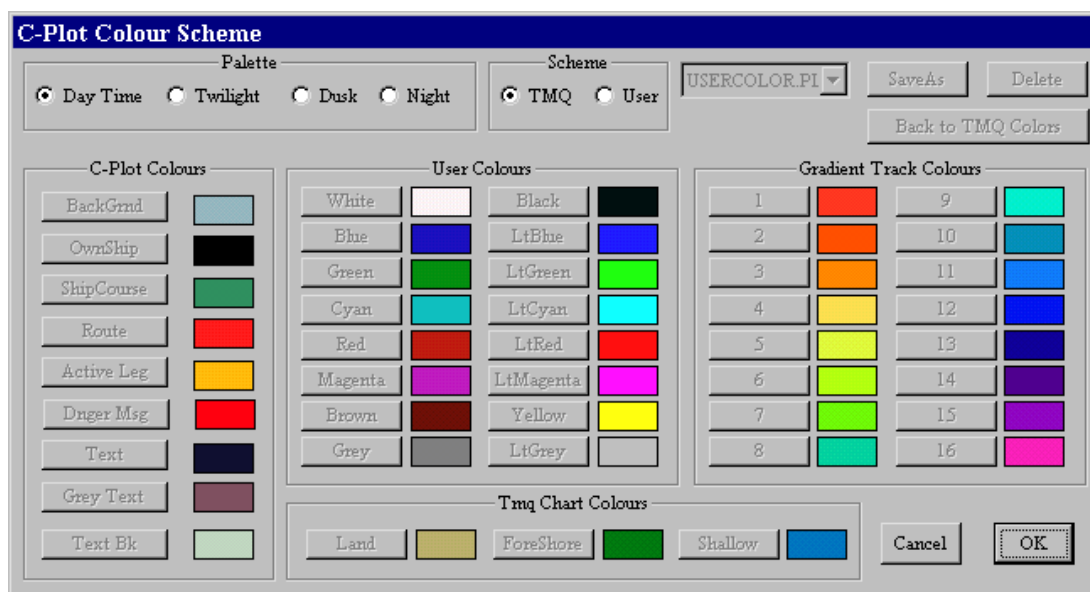 C-Plot Colour Scheme
Palette
Day Time Twilight Dusk Night
Scheme
TMQ User
USERCOLOR.PI
SaveAs Delete
Back to TMQ Colors
C-Plot Colours
BackGrnd
OwnShip
ShipCourse
Route
Active Leg
Dnger Msg
Text
Grey Text
Text Bk
User Colours
White Black
Blue LtBlue
Green LtGreen
Cyan LtCyan
Red LtRed
Magenta LtMagenta
Brown Yellow
Grey LtGrey
Gradient Track Colours
1 9
2 10
3 11
4 12
5 13
6 14
7 15
8 16
Tmq Chart Colours
Land ForeShore Shallow
Cancel OK